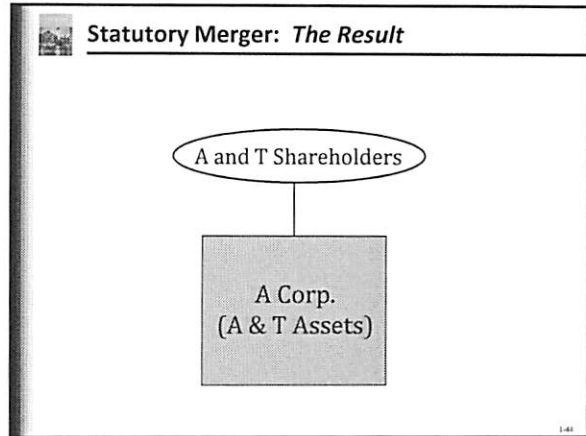 Statutory Merger: The Result
A and T Shareholders
A Corp.
(A & T Assets)